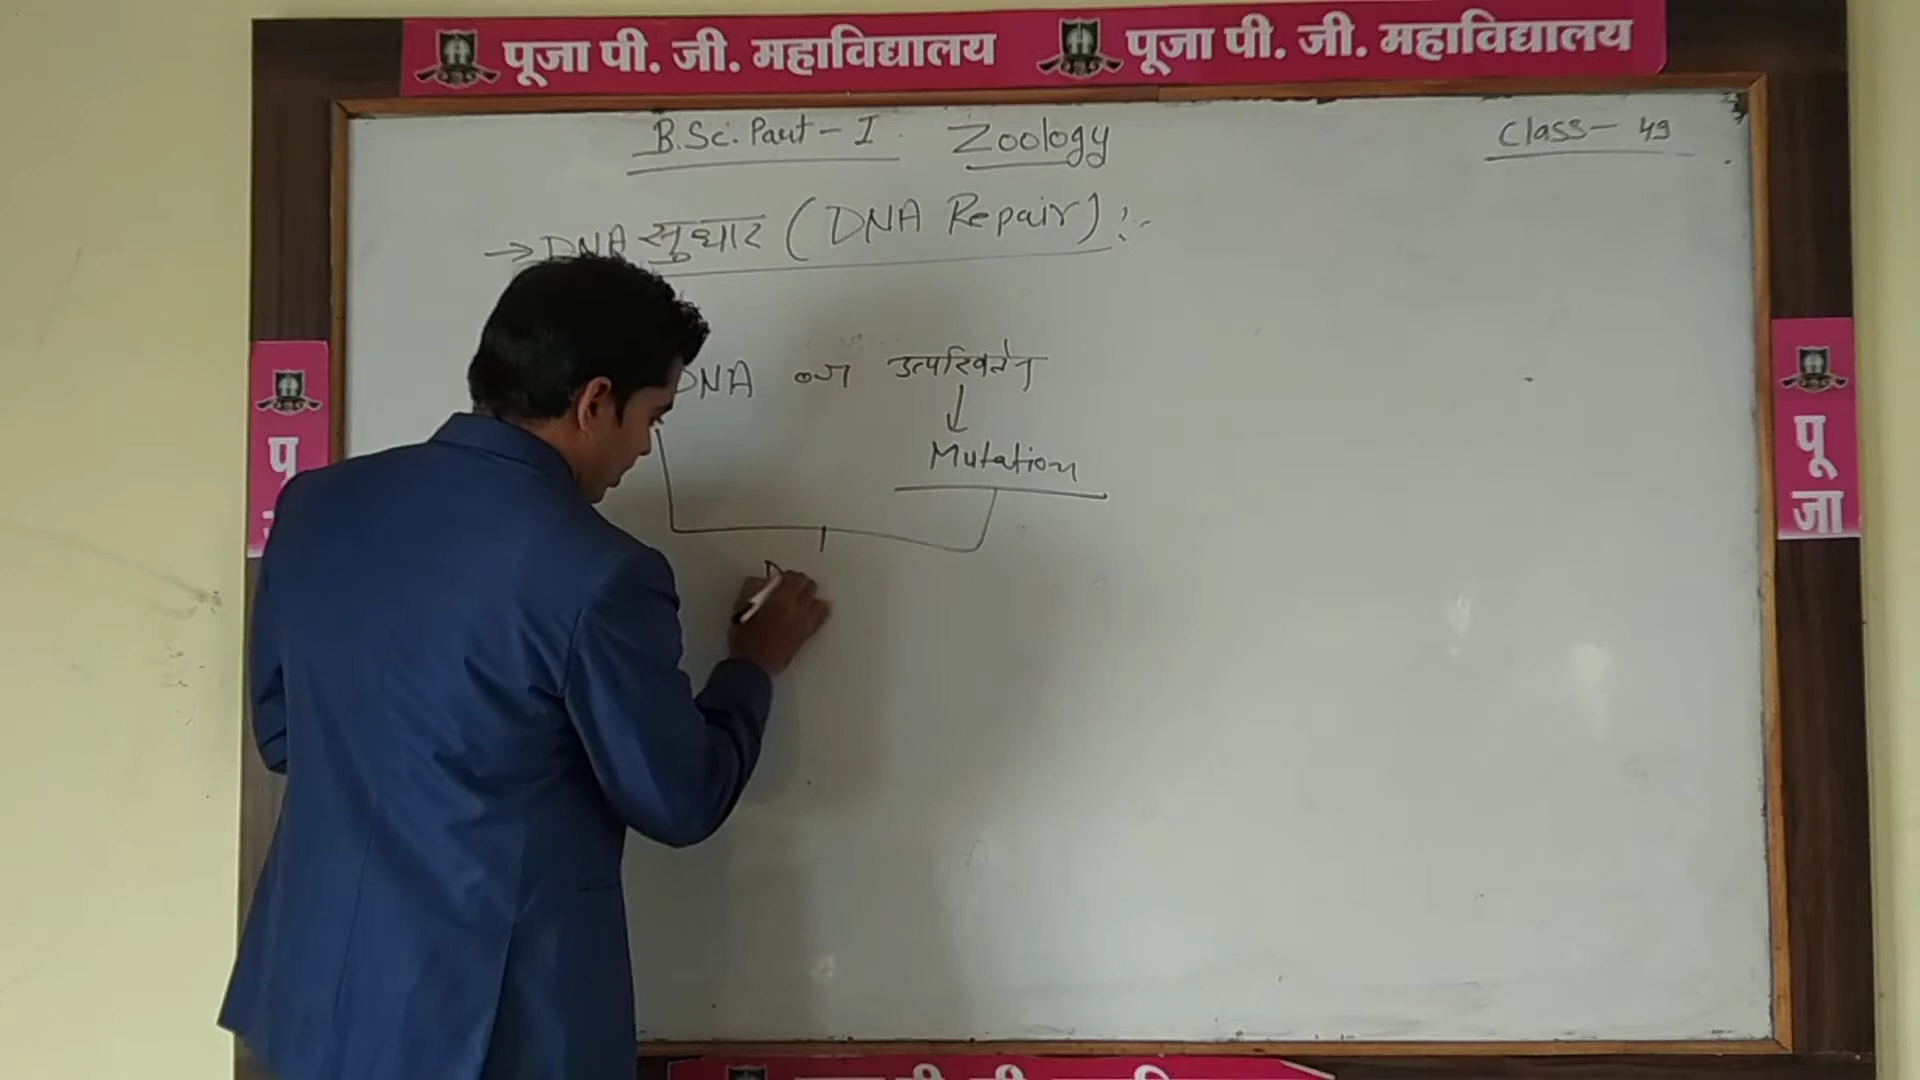 पूजा पी. जी. महाविद्यालय पूजा पी. जी. महाविद्यालय
B.Sc. Part - I Zoology
Class - 49
→ DNA सुधार (DNA Repair) :-
DNA का उत्परिवर्तन
↓
Mutation
पू
पू
जा